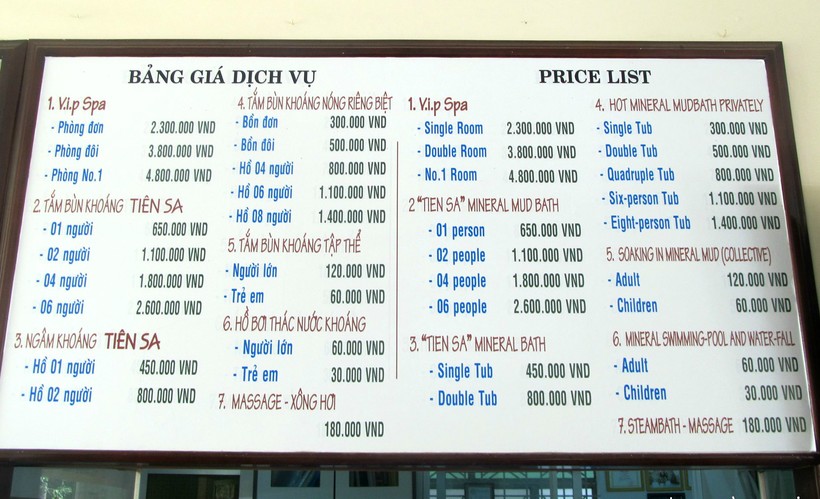 BẢNG GIÁ DỊCH VỤ
1. V.i.p Spa
- Phòng đơn 2.300.000 VND
- Phòng đôi 3.800.000 VND
- Phòng No.1 4.800.000 VND
2. TẮM BÙN KHOÁNG TIÊN SA
- 01 người 650.000 VND
- 02 người 1.100.000 VND
- 04 người 1.800.000 VND
- 06 người 2.600.000 VND
3. NGÂM KHOÁNG TIÊN SA
- Hồ 01 người 450.000 VND
- Hồ 02 người 800.000 VND
4. TẮM BÙN KHOÁNG NÓNG RIÊNG BIỆT
- Bồn đơn 300.000 VND
- Bồn đôi 500.000 VND
- Hồ 04 người 800.000 VND
- Hồ 06 người 1.100.000 VND
- Hồ 08 người 1.400.000 VND
5. TẮM BÙN KHOÁNG TẬP THỂ
- Người lớn 120.000 VND
- Trẻ em 60.000 VND
6. HỒ BƠI THÁC NƯỚC KHOÁNG
- Người lớn 60.000 VND
- Trẻ em 30.000 VND
7. MASSAGE - XÔNG HƠI
180.000 VND
PRICE LIST
1. V.i.p Spa
- Single Room 2.300.000 VND
- Double Room 3.800.000 VND
- No.1 Room 4.800.000 VND
2 "TIEN SA" MINERAL MUD BATH
- 01 person 650.000 VND
- 02 people 1.100.000 VND
- 04 people 1.800.000 VND
- 06 people 2.600.000 VND
3. "TIEN SA" MINERAL BATH
- Single Tub 450.000 VND
- Double Tub 800.000 VND
4. HOT MINERAL MUDBATH PRIVATELY
- Single Tub 300.000 VND
- Double Tub 500.000 VND
- Quadruple Tub 800.000 VND
- Six-person Tub 1.100.000 VND
- Eight-person Tub 1.400.000 VND
5. SOAKING IN MINERAL MUD (COLLECTIVE)
- Adult 120.000 VND
- Children 60.000 VND
6. MINERAL SWIMMING-POOL AND WATER-FALL
- Adult 60.000 VND
- Children 30.000 VND
7. STEAMBATH - MASSAGE 180.000 VND